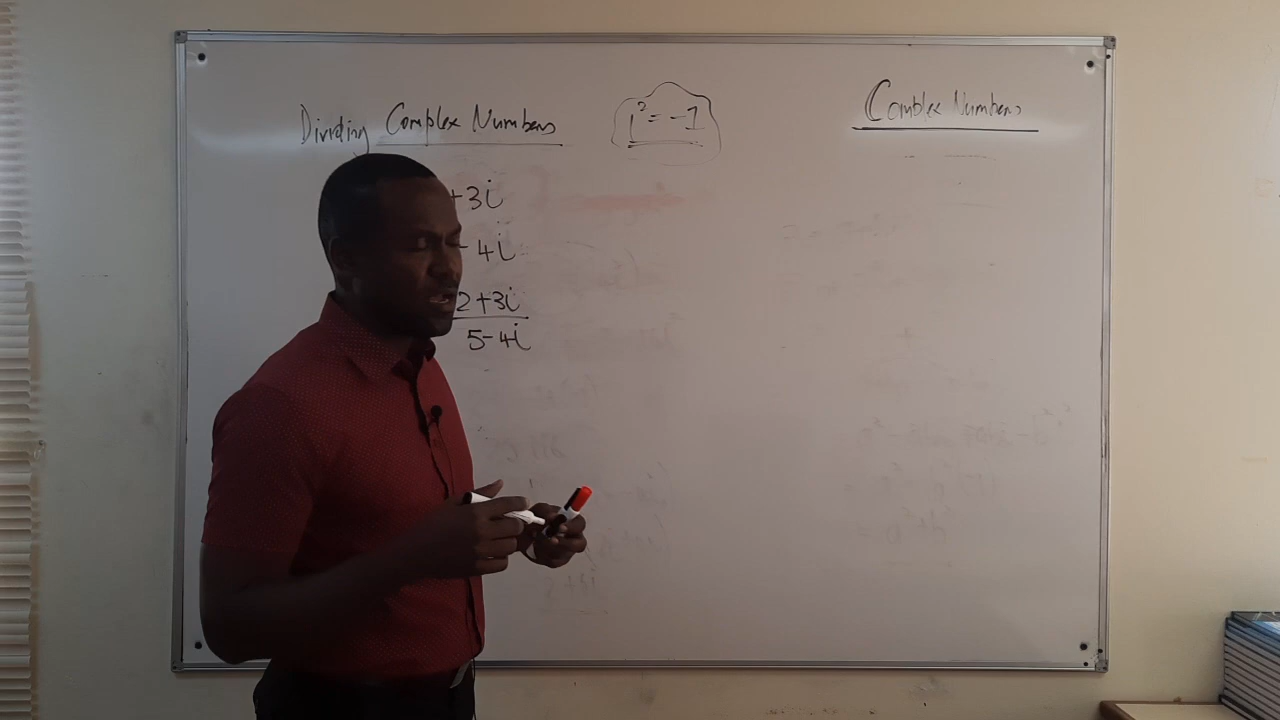 Dividing Complex Numbers
i² = -1
Complex Numbers
+3i
- 4i
2+3i
5-4i